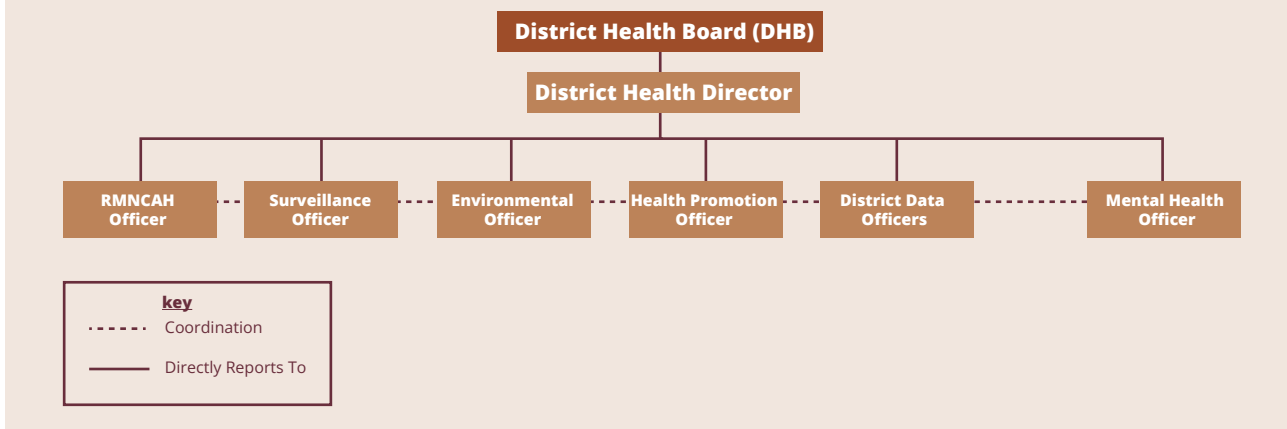 District Health Board (DHB)
District Health Director
RMNCAH
Officer
Surveillance
Officer
Environmental
Officer
Health Promotion
Officer
District Data
Officers
Mental Health
Officer
key
Coordination
Directly Reports To